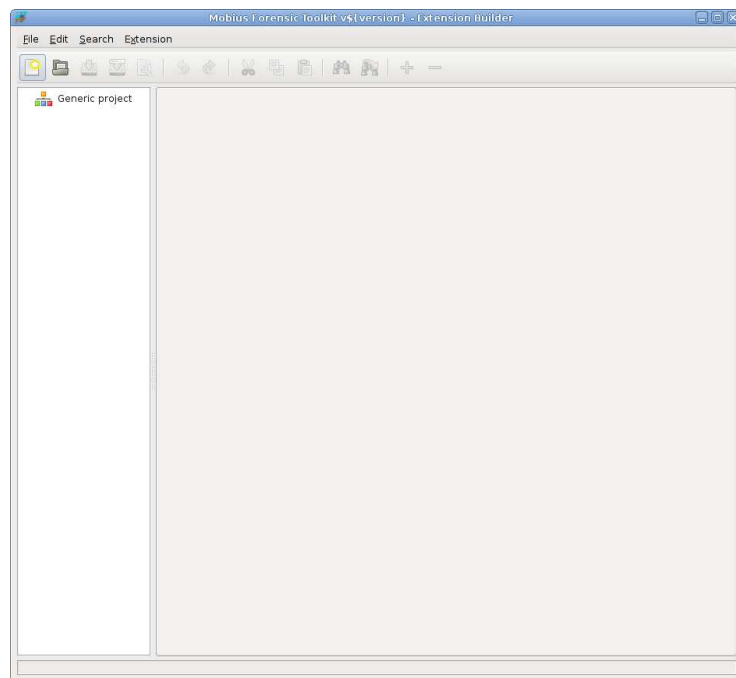 Mobius Forensic Toolkit v${version} - Extension Builder
File Edit Search Extension
Generic project